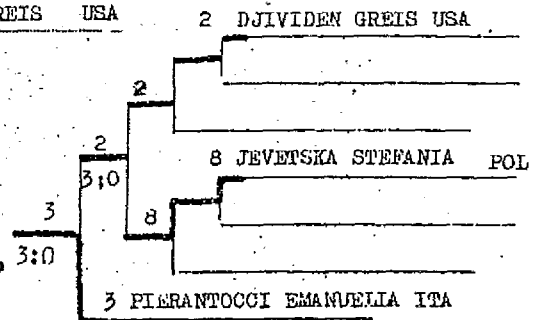 REIS USA
2 DJIVIDEN GREIS USA
2
2
3:0
8 JEVETSKA STEFANIA POL
8
3
3:0
3 PIERANTOCCI EMANUELIA ITA